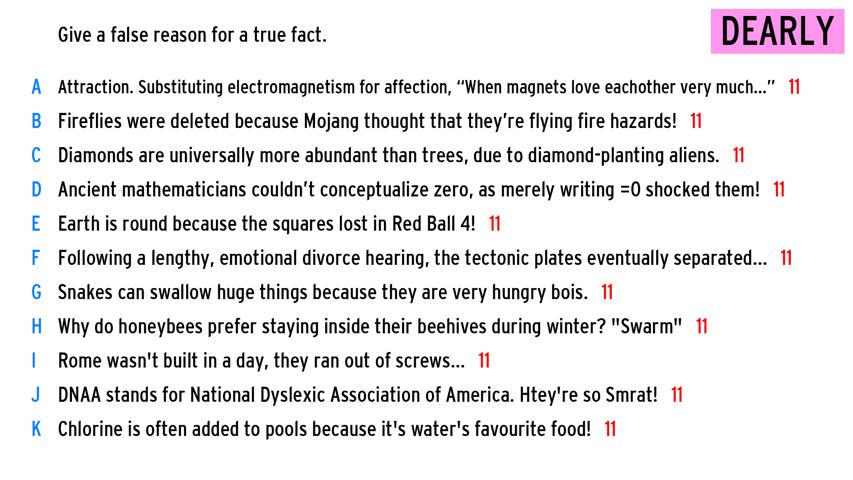 Give a false reason for a true fact.
DEARLY
A Attraction. Substituting electromagnetism for affection, “When magnets love eachother very much...” 11
B Fireflies were deleted because Mojang thought that they’re flying fire hazards! 11
C Diamonds are universally more abundant than trees, due to diamond-planting aliens. 11
D Ancient mathematicians couldn’t conceptualize zero, as merely writing =0 shocked them! 11
E Earth is round because the squares lost in Red Ball 4! 11
F Following a lengthy, emotional divorce hearing, the tectonic plates eventually separated... 11
G Snakes can swallow huge things because they are very hungry bois. 11
H Why do honeybees prefer staying inside their beehives during winter? "Swarm" 11
I Rome wasn't built in a day, they ran out of screws... 11
J DNAA stands for National Dyslexic Association of America. Htey're so Smrat! 11
K Chlorine is often added to pools because it's water's favourite food! 11